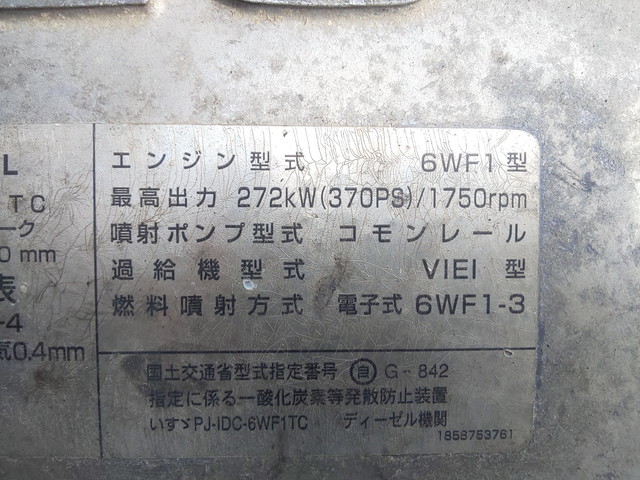 L
TC
ーク
0 mm
表
-4
気0.4mm
エンジン型式 6WF1型
最高出力 272kW(370PS)/1750rpm
噴射ポンプ型式 コモンレール
過給機型式 VIEI 型
燃料噴射方式 電子式 6WF1-3
国土交通省型式指定番号 自 G-842
指定に係る一酸化炭素等発散防止装置
いすゞPJ-IDC-6WF1TC ディーゼル機関
1858753761